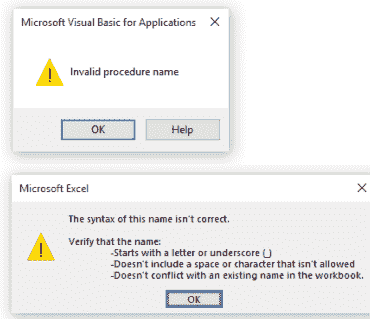 Microsoft Visual Basic for Applications
Invalid procedure name
OK
Help
Microsoft Excel
The syntax of this name isn't correct.
Verify that the name:
-Starts with a letter or underscore (_)
-Doesn't include a space or character that isn't allowed
-Doesn't conflict with an existing name in the workbook.
OK